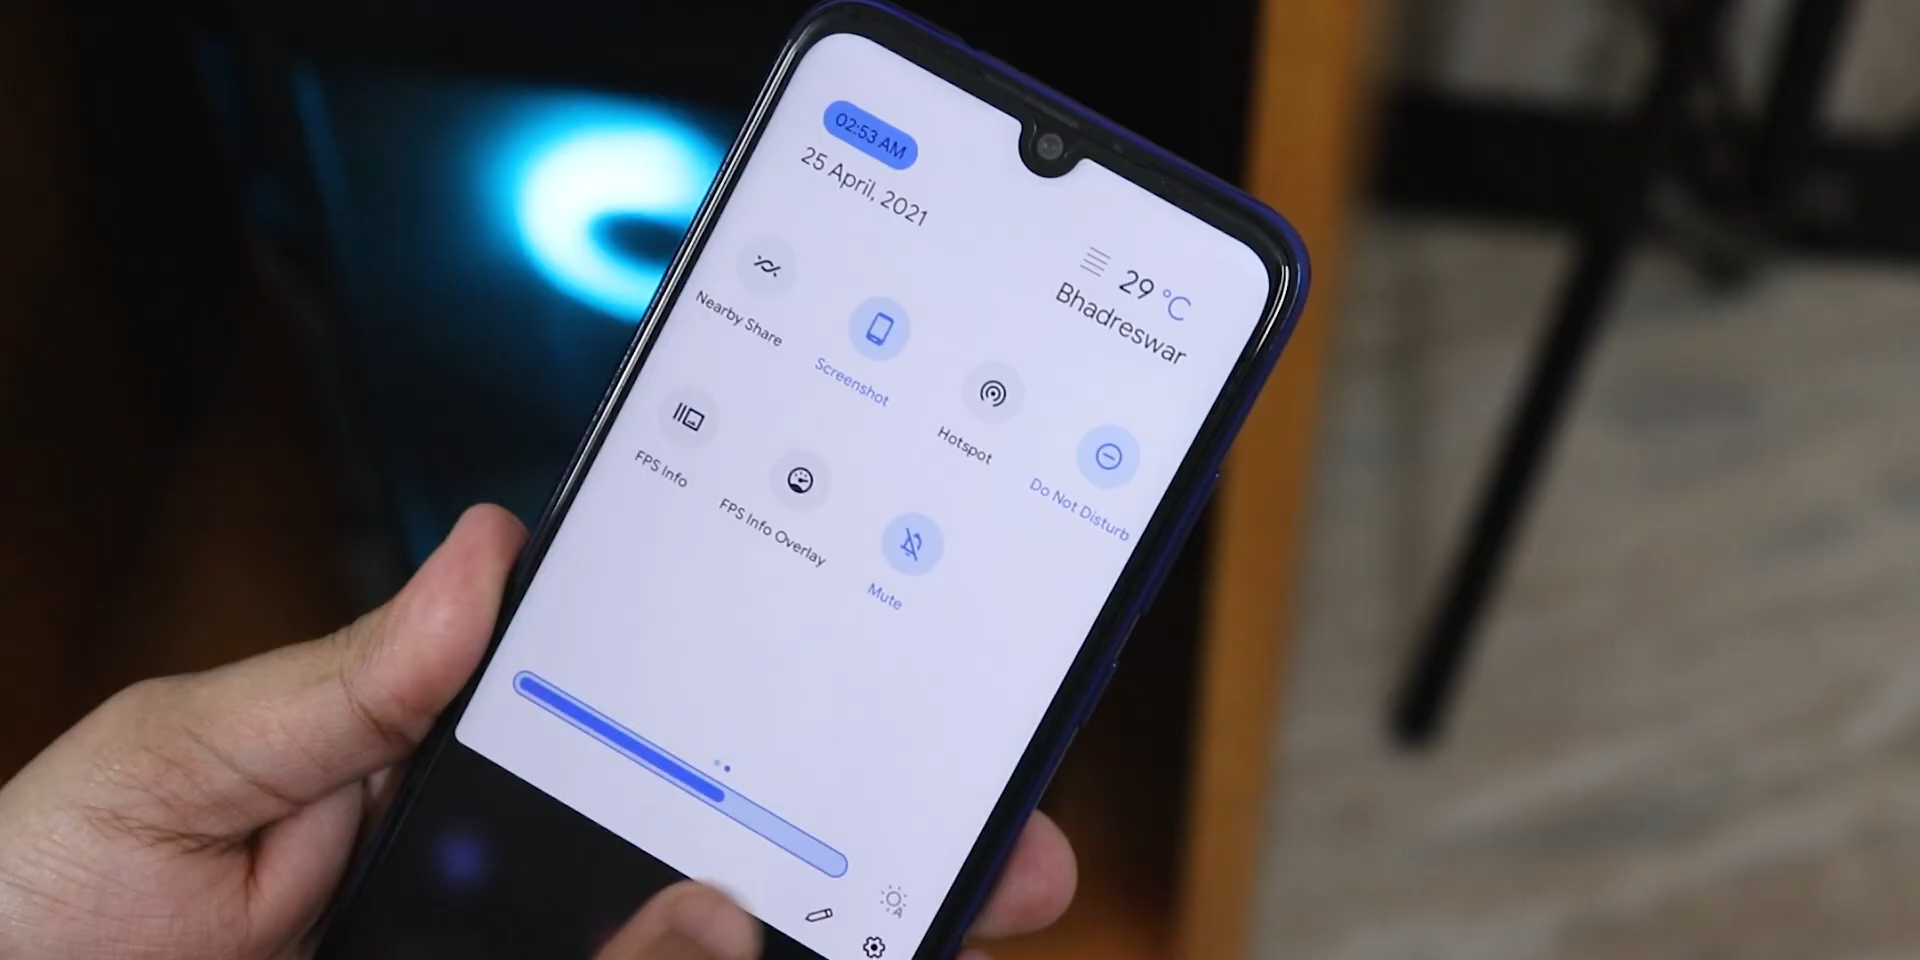 02:53 AM
25 April, 2021
29 °C
Bhadreswar
Nearby Share
Screenshot
Hotspot
Do Not Disturb
FPS Info
FPS Info Overlay
Mute